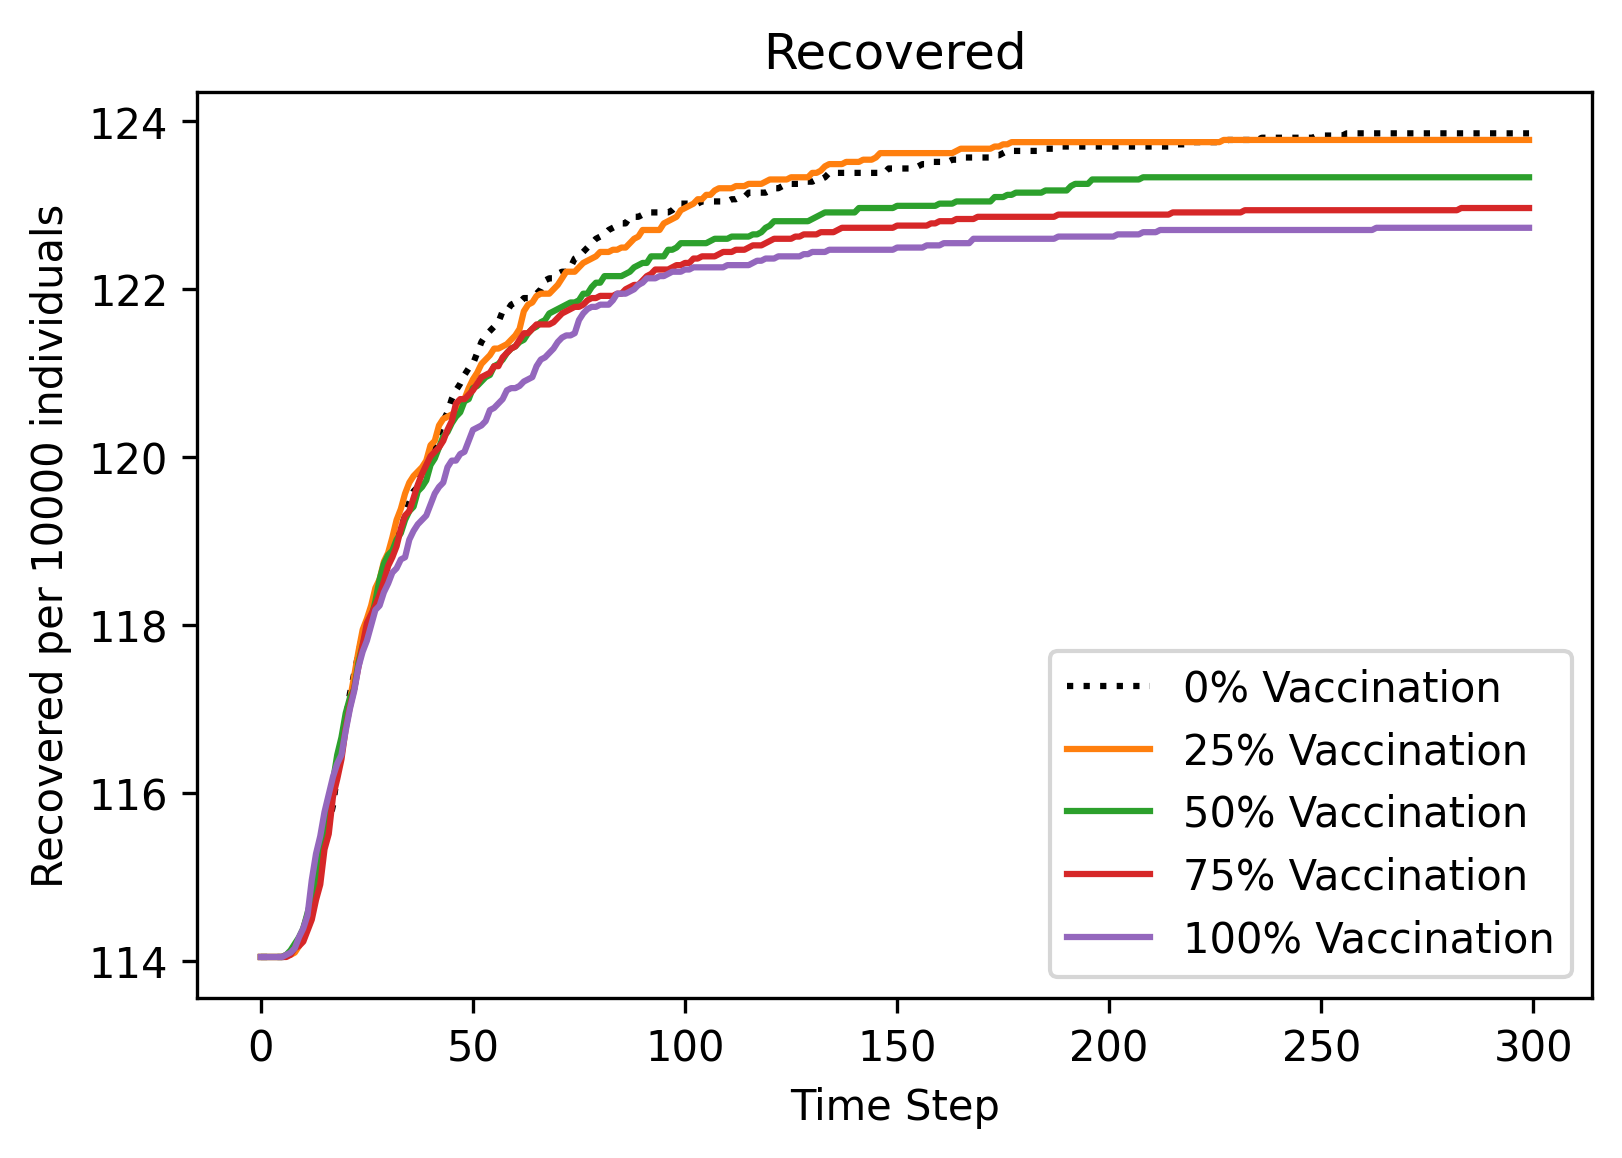 Recovered
Recovered per 10000 individuals
124
122
120
118
116
114
0% Vaccination
25% Vaccination
50% Vaccination
75% Vaccination
100% Vaccination
0 50 100 150 200 250 300
Time Step